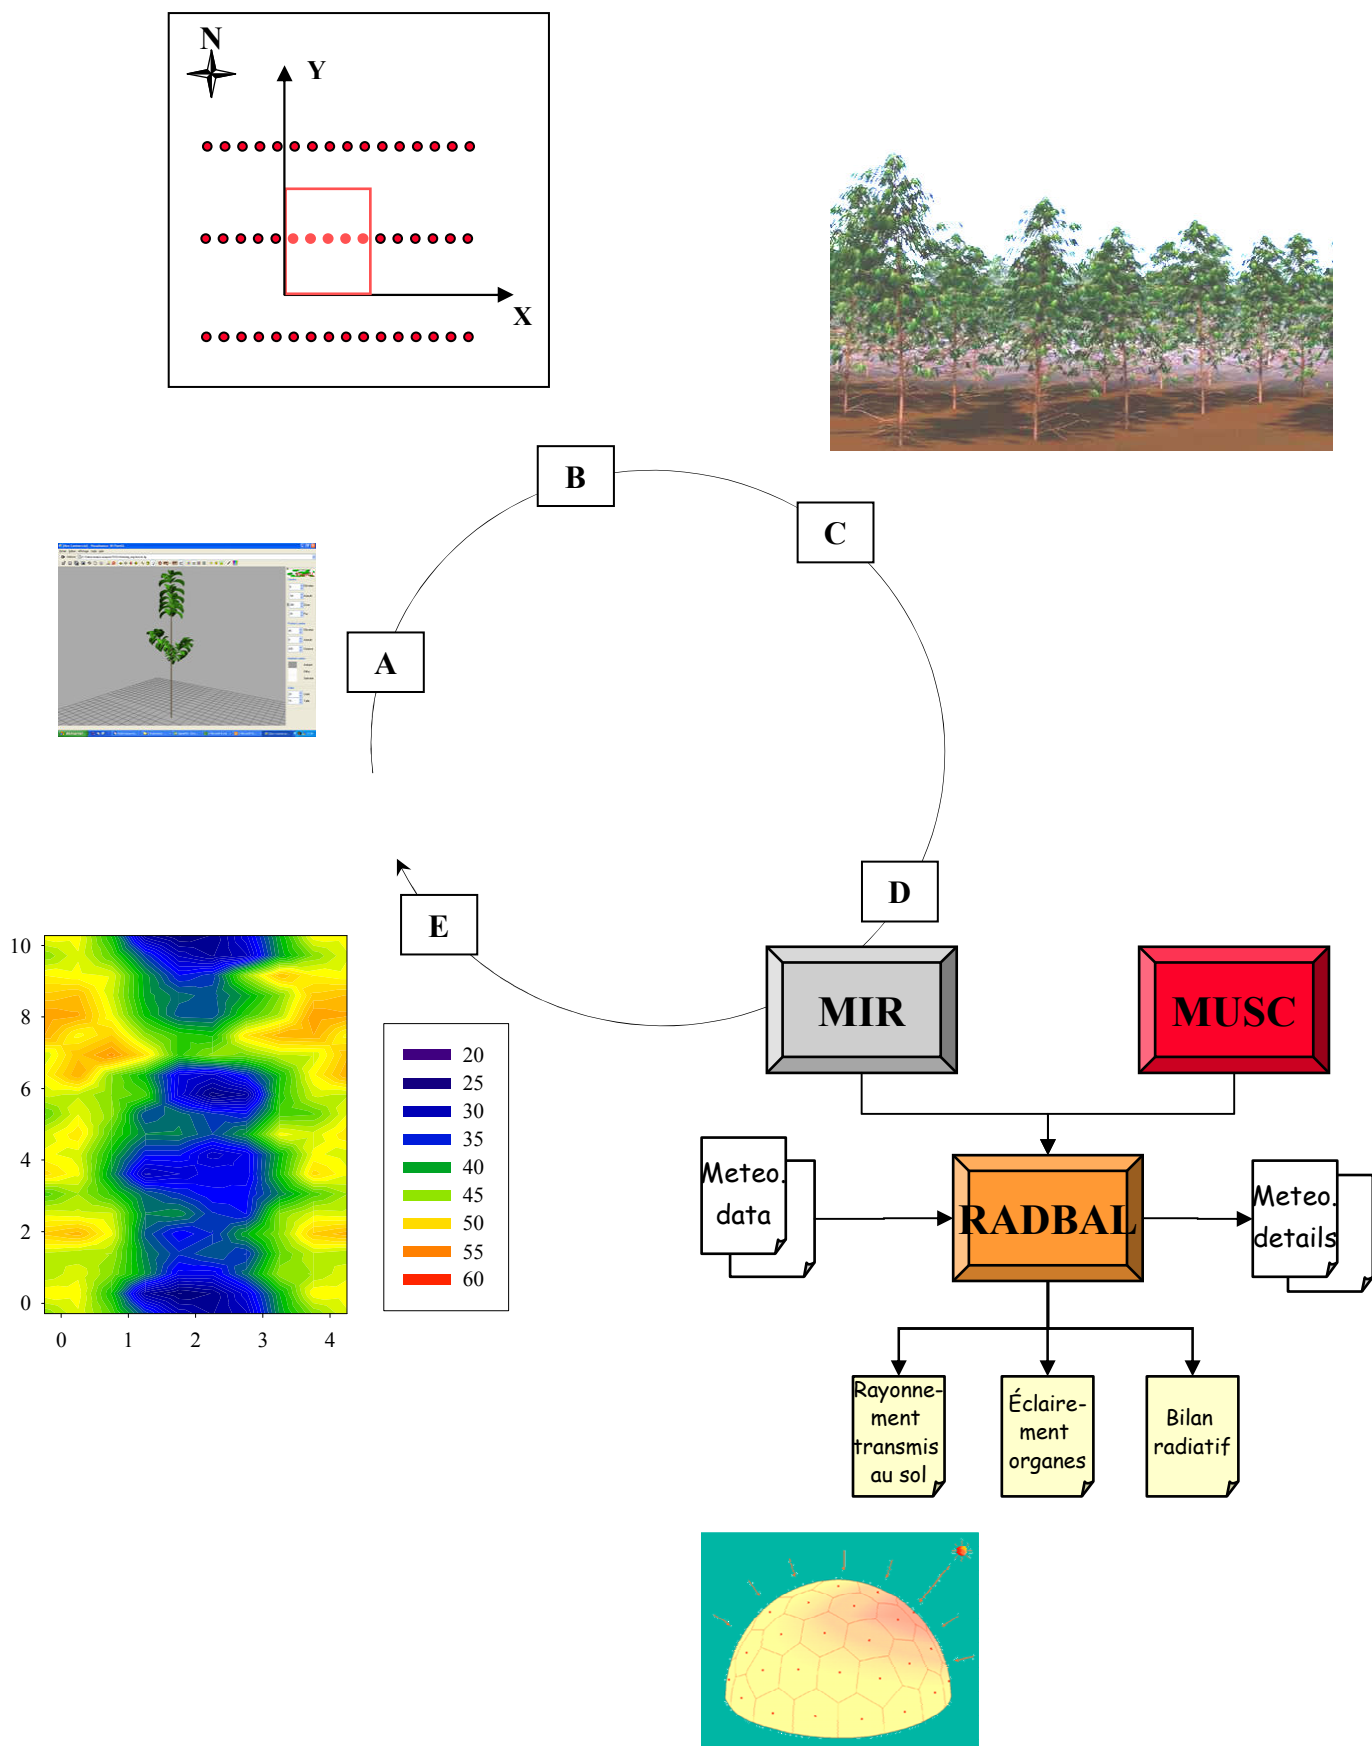 N
Y
X
B
C
A
D
E
MIR
MUSC
10
8
6
4
2
0
0 1 2 3 4
20
25
30
35
40
45
50
55
60
Meteo.
data
RADBAL
Meteo.
details
Rayonne-
ment
transmis
au sol
Éclaire-
ment
organes
Bilan
radiatif